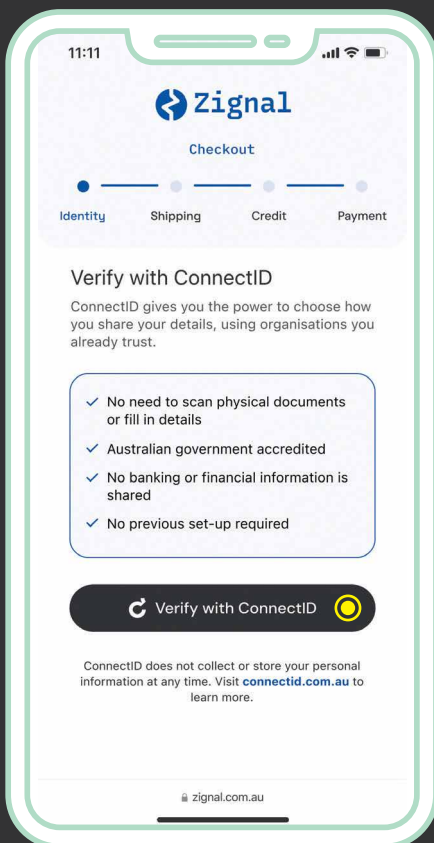 11:11
Zignal
Checkout
Identity Shipping Credit Payment
Verify with ConnectID
ConnectID gives you the power to choose how
you share your details, using organisations you
already trust.
No need to scan physical documents
or fill in details
Australian government accredited
No banking or financial information is
shared
No previous set-up required
Verify with ConnectID
ConnectID does not collect or store your personal
information at any time. Visit connectid.com.au to
learn more.
zignal.com.au